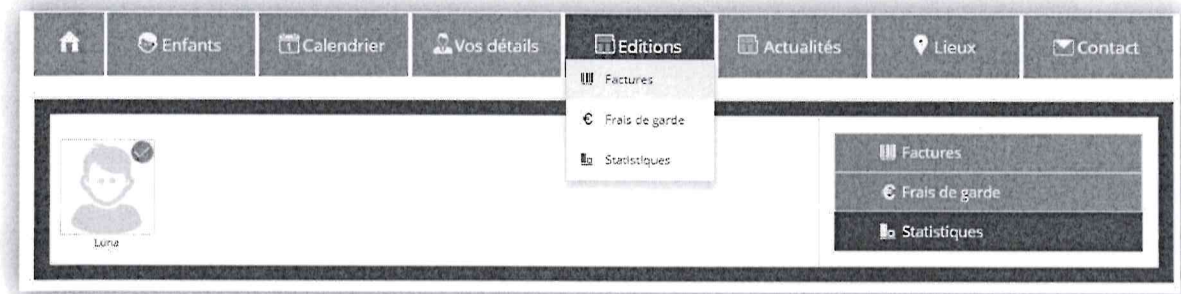 Enfants
Calendrier
Vos détails
Editions
Actualités
Lieux
Contact
Factures
Frais de garde
Statistiques
Luna
Factures
Frais de garde
Statistiques